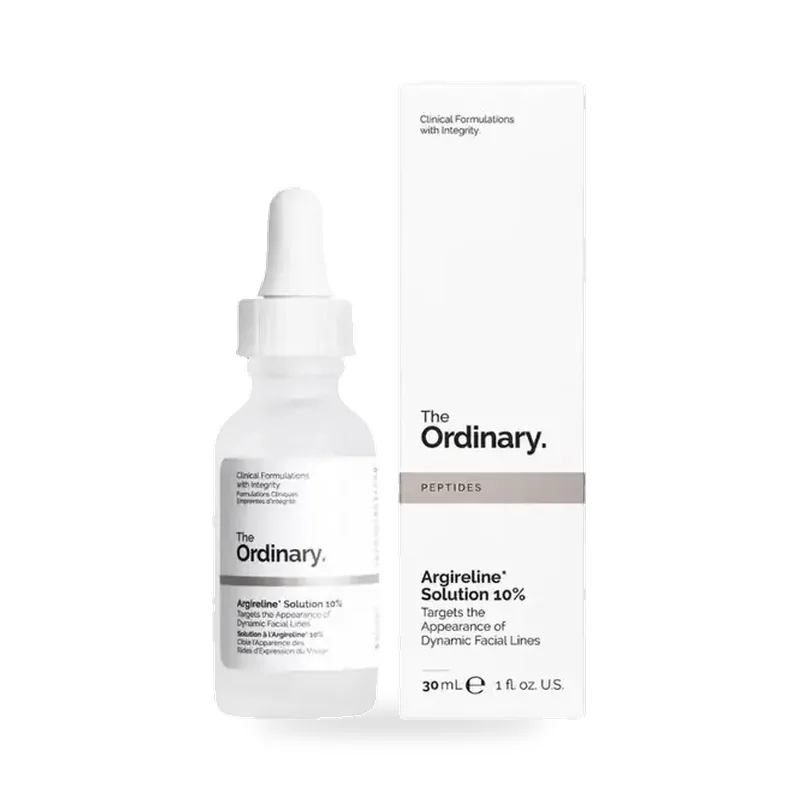 Clinical Formulations
with Integrity.
The
Ordinary.
PEPTIDES
Argireline*
Solution 10%
Targets the
Appearance of
Dynamic Facial Lines
30 mL ℮ 1 fl. oz. U.S.
Clinical Formulations
with Integrity
Formulations Cliniques
Empreintes d'intégrité
The
Ordinary.
Argireline* Solution 10%
Targets the Appearance of
Dynamic Facial Lines
Solution à l'Argireline* 10%
Cible l'Apparence des
Rides d'Expression du Visage